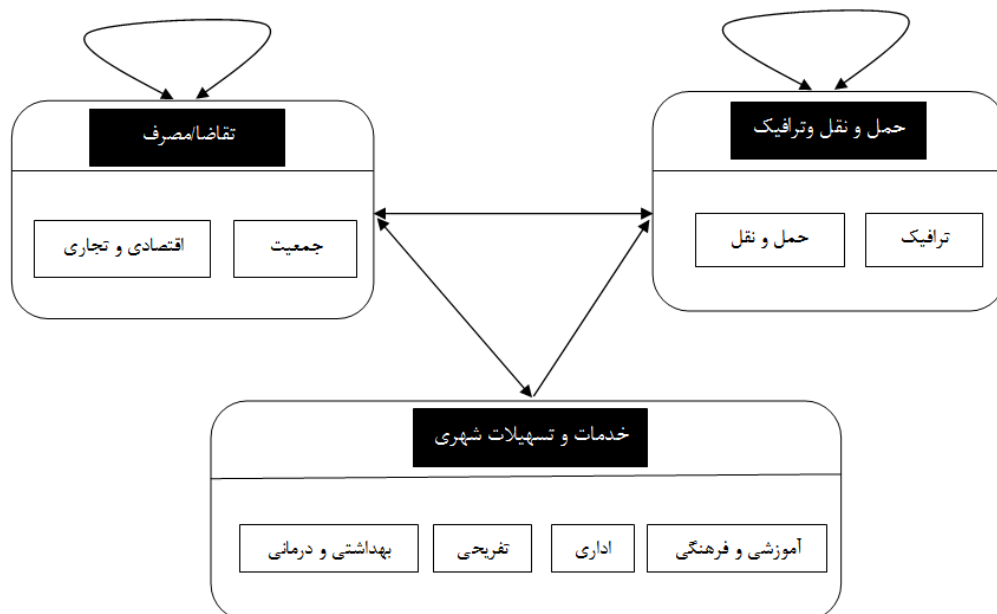 حمل و نقل وترافیک
ترافیک
حمل و نقل
تقاضا/مصرف
جمعیت
اقتصادی و تجاری
خدمات و تسهیلات شهری
آموزشی و فرهنگی
اداری
تفریحی
بهداشتی و درمانی